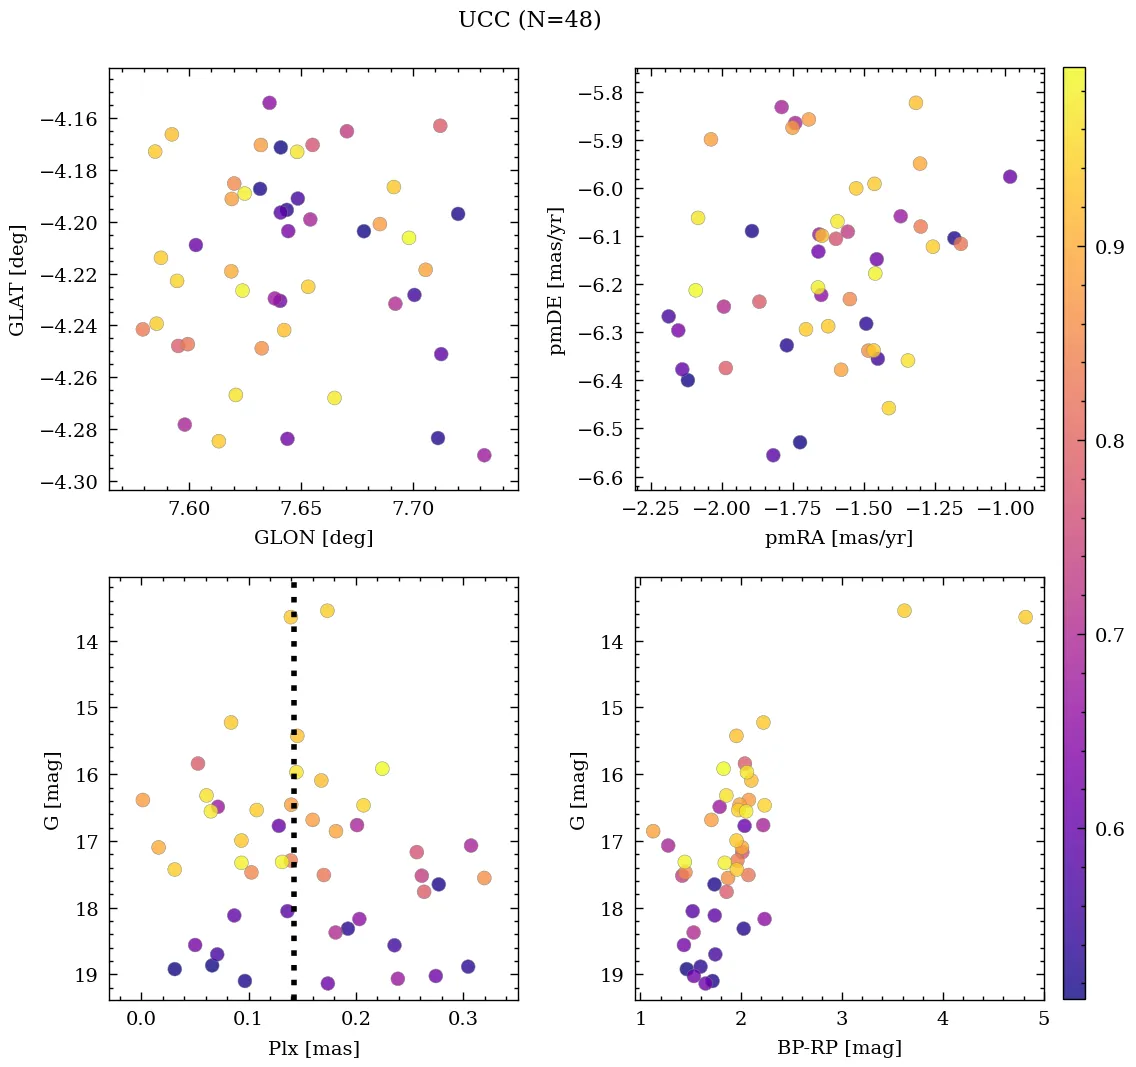 UCC (N=48)
−4.16
−4.18
−4.20
−4.22
−4.24
−4.26
−4.28
−4.30
GLAT [deg]
7.60 7.65 7.70
GLON [deg]
−5.8
−5.9
−6.0
−6.1
−6.2
−6.3
−6.4
−6.5
−6.6
pmDE [mas/yr]
−2.25 −2.00 −1.75 −1.50 −1.25 −1.00
pmRA [mas/yr]
14
15
16
17
18
19
G [mag]
0.0 0.1 0.2 0.3
Plx [mas]
14
15
16
17
18
19
G [mag]
1 2 3 4 5
BP-RP [mag]
0.9
0.8
0.7
0.6